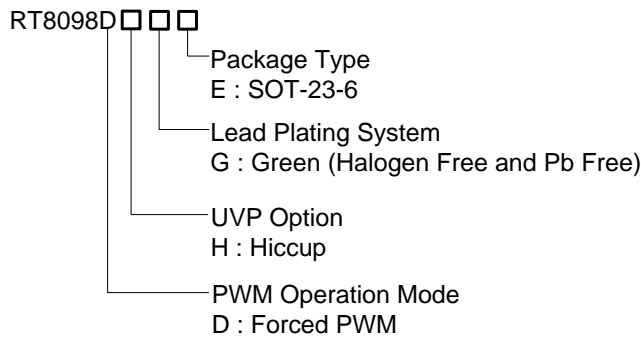 RT8098D□□□
Package Type
E : SOT-23-6
Lead Plating System
G : Green (Halogen Free and Pb Free)
UVP Option
H : Hiccup
PWM Operation Mode
D : Forced PWM